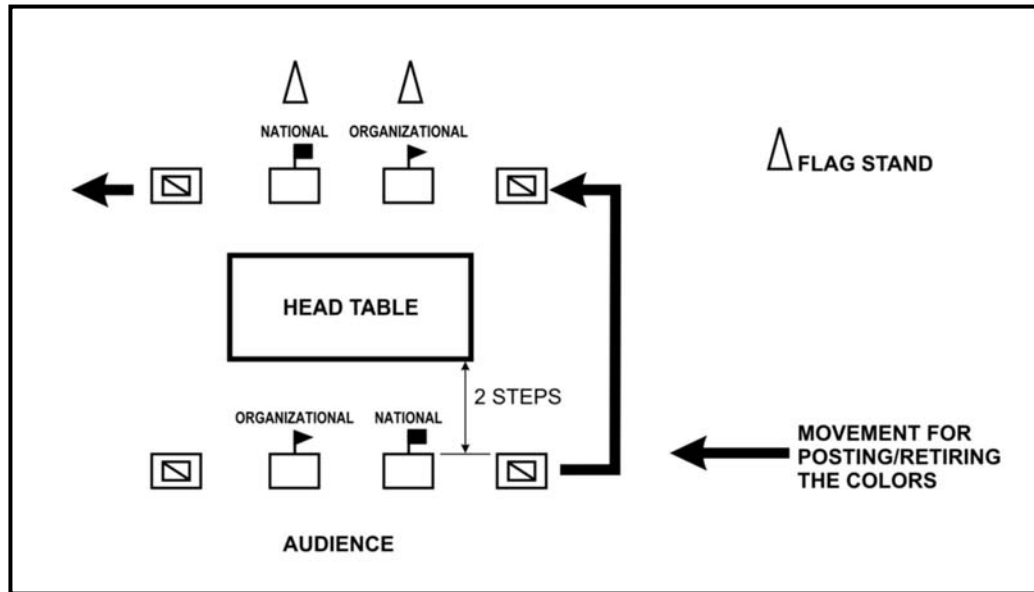 NATIONAL
ORGANIZATIONAL
FLAG STAND
HEAD TABLE
2 STEPS
ORGANIZATIONAL
NATIONAL
MOVEMENT FOR
POSTING/RETIRING
THE COLORS
AUDIENCE